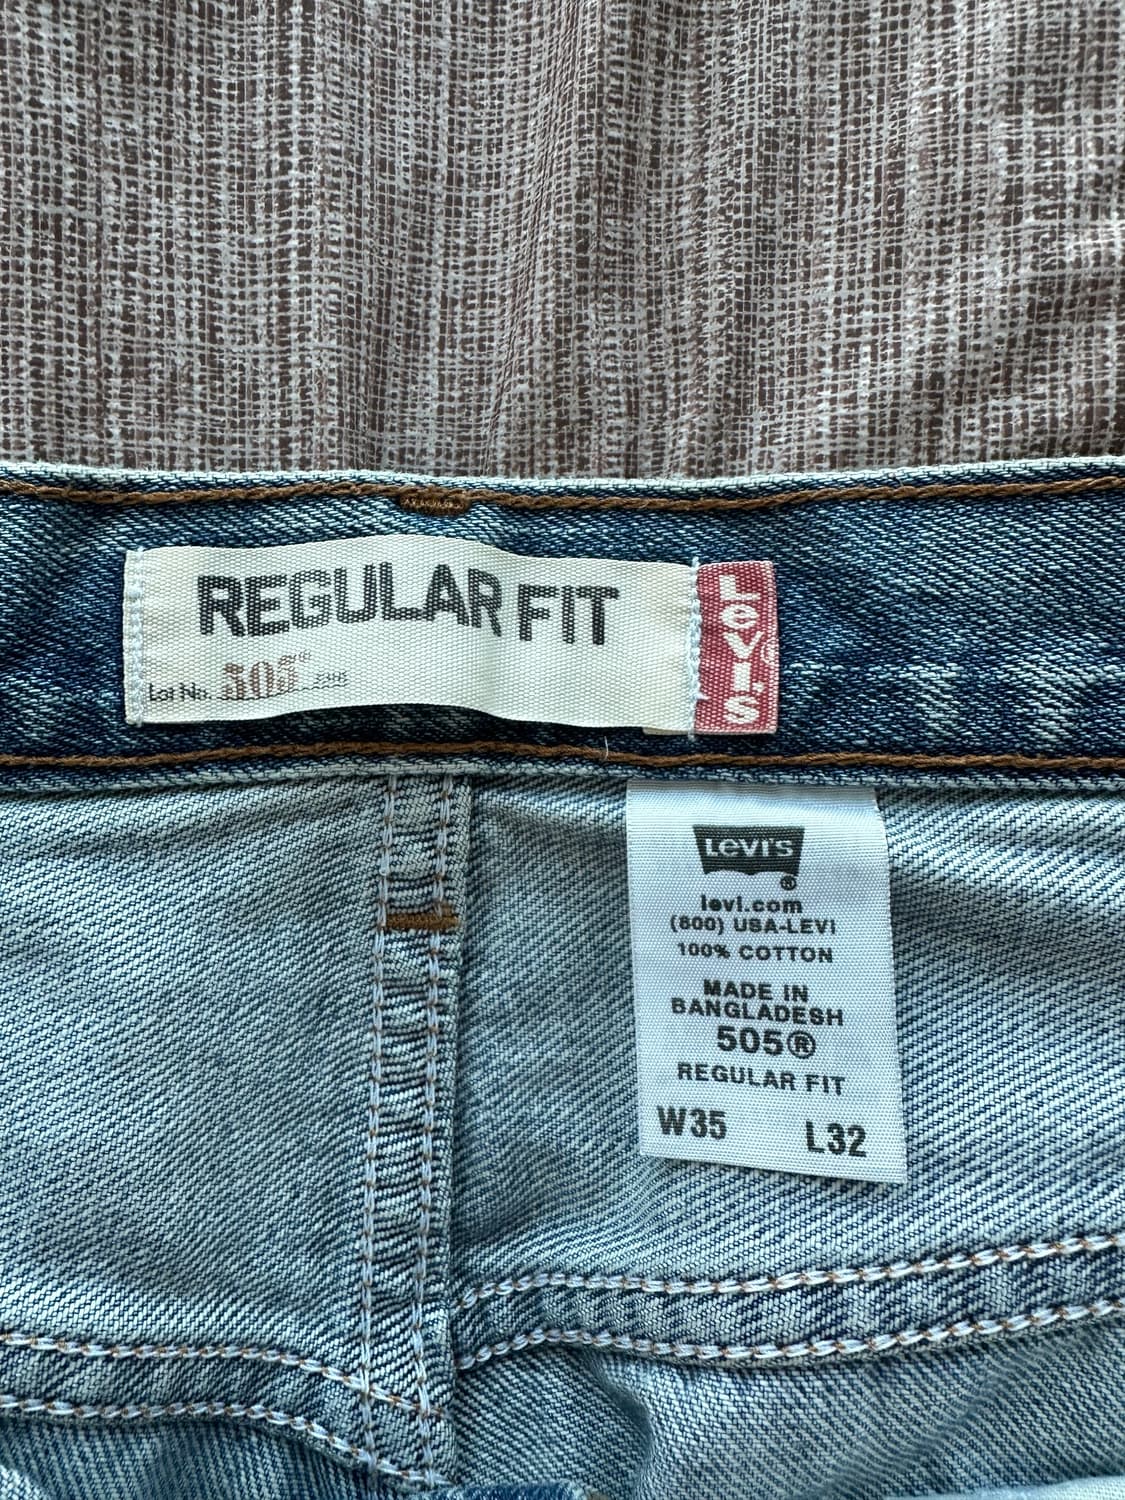 REGULAR FIT
Lot No. 505®
Levi's
LEVI'S
®
levi.com
(800) USA-LEVI
100% COTTON
MADE IN
BANGLADESH
505®
REGULAR FIT
W35 L32